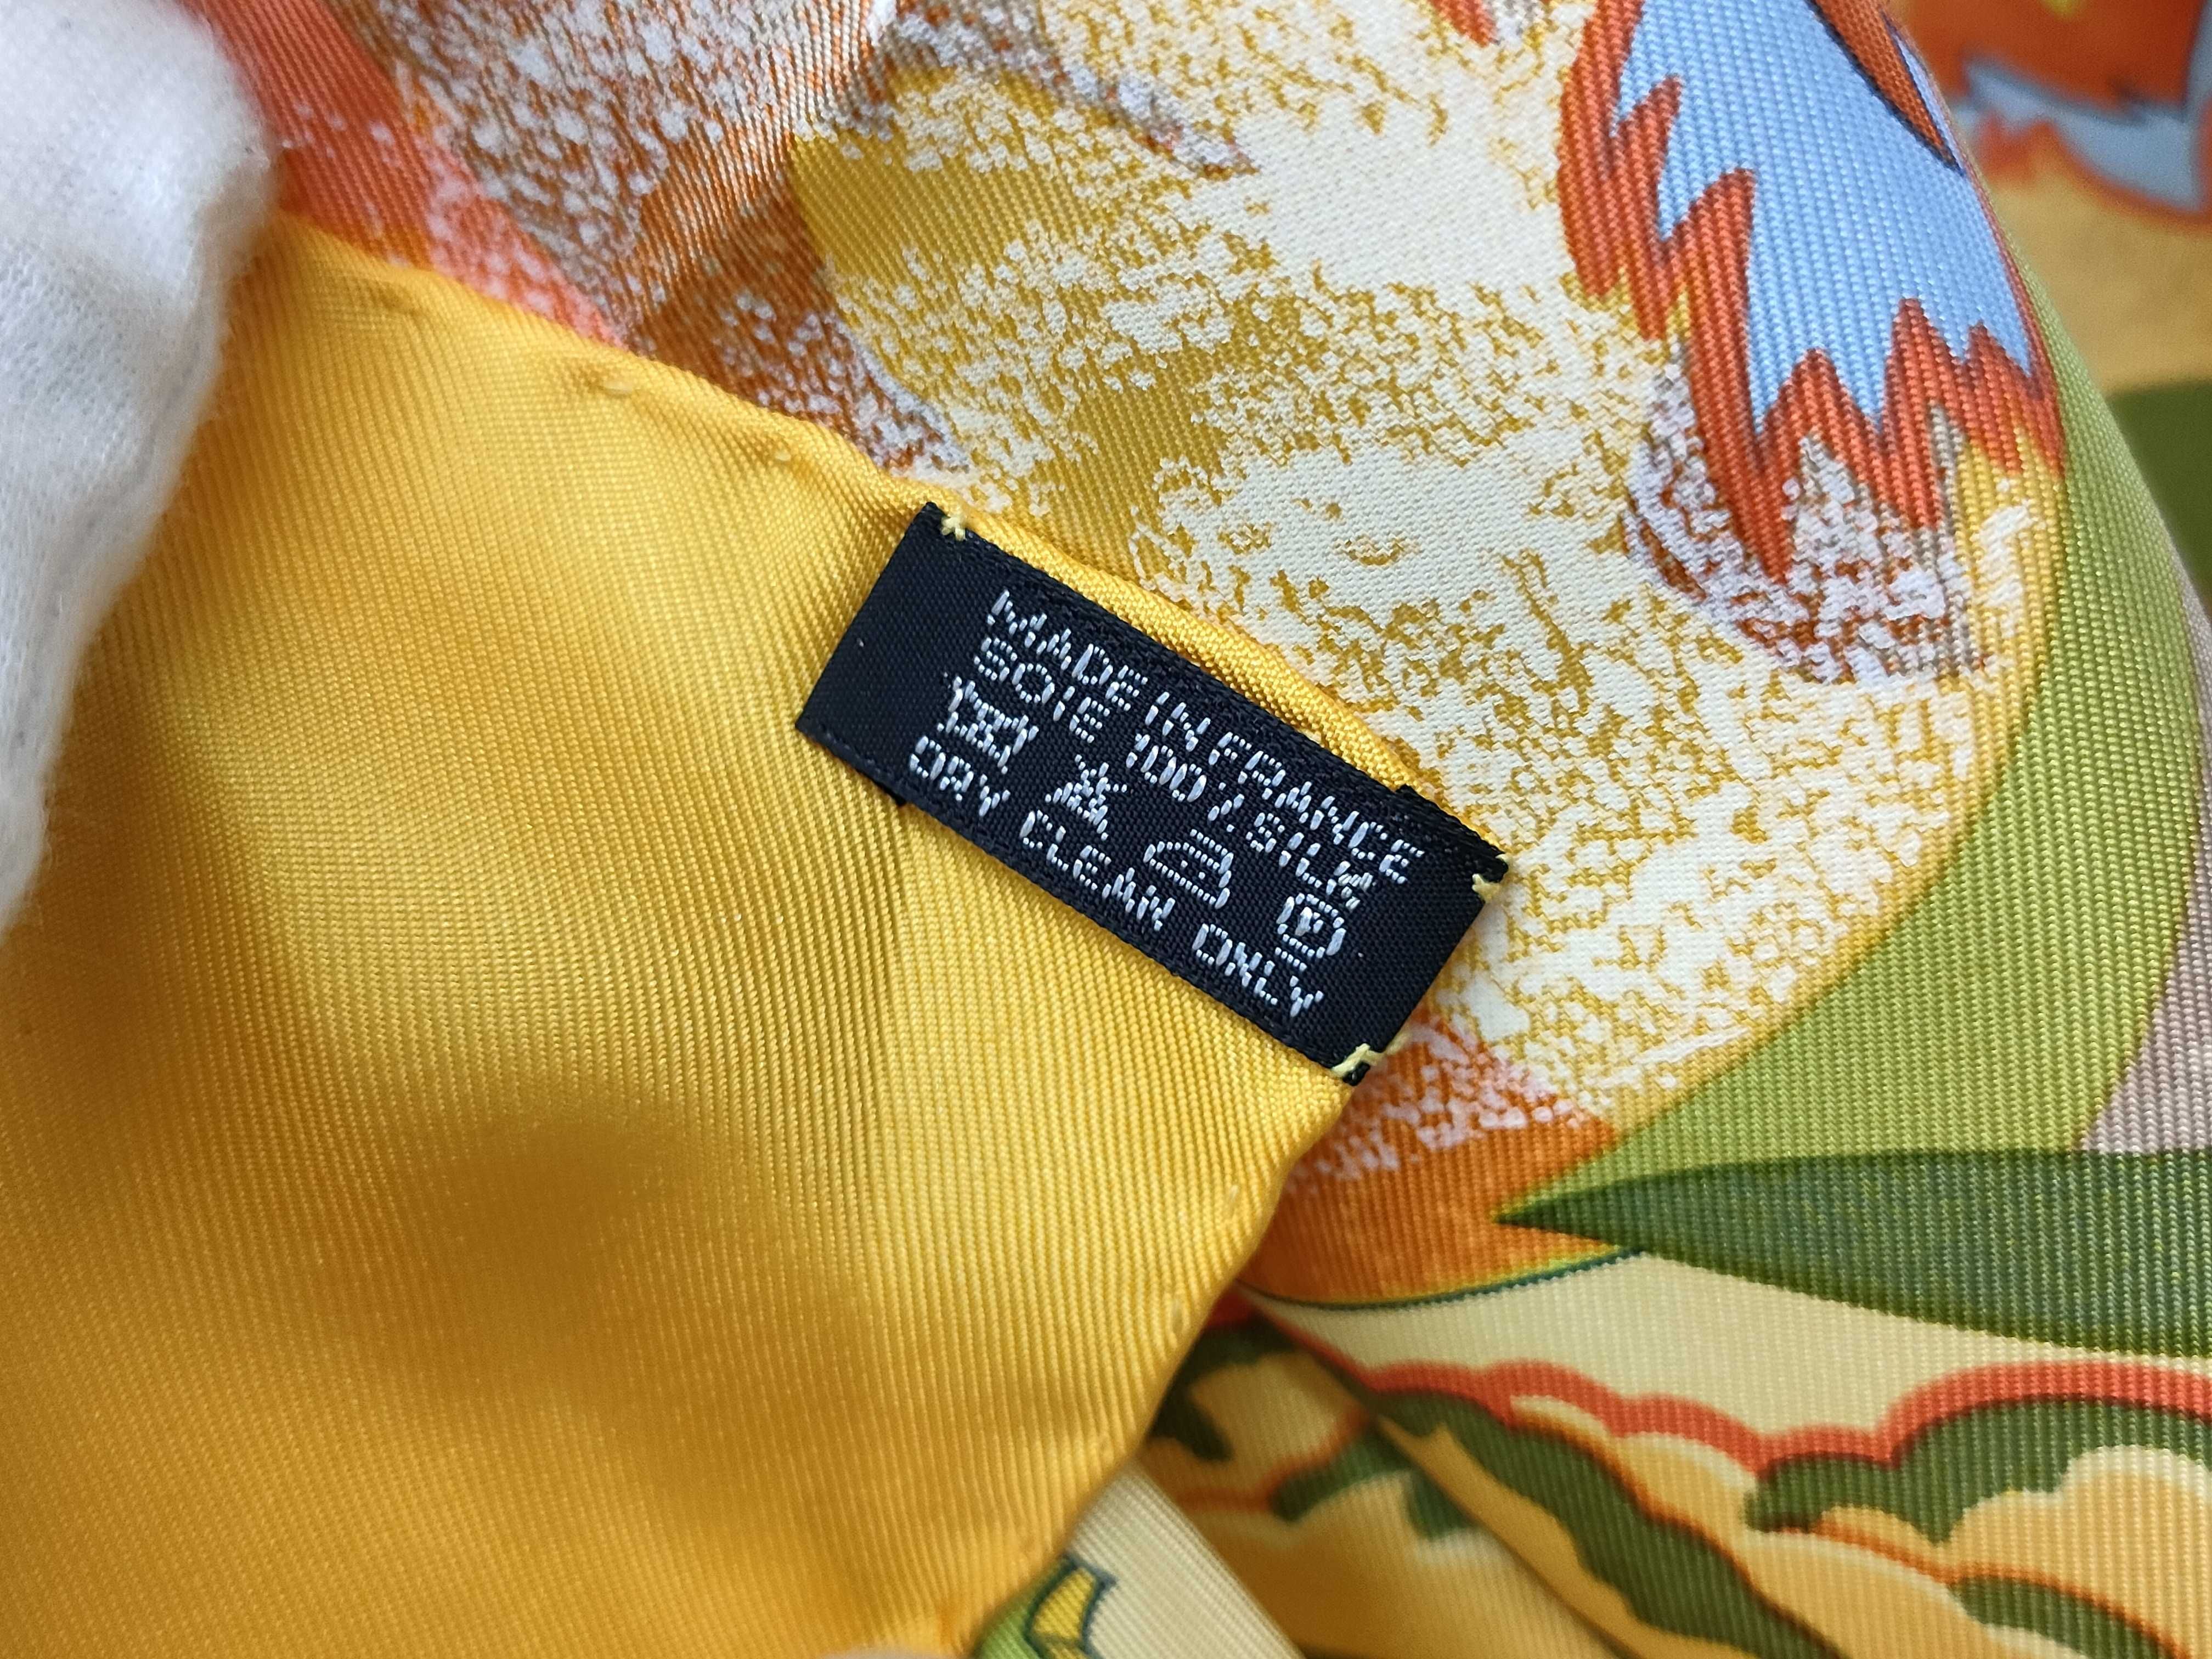 MADE IN FRANCE
SOIE 100% SILK
P
DRY CLEAN ONLY